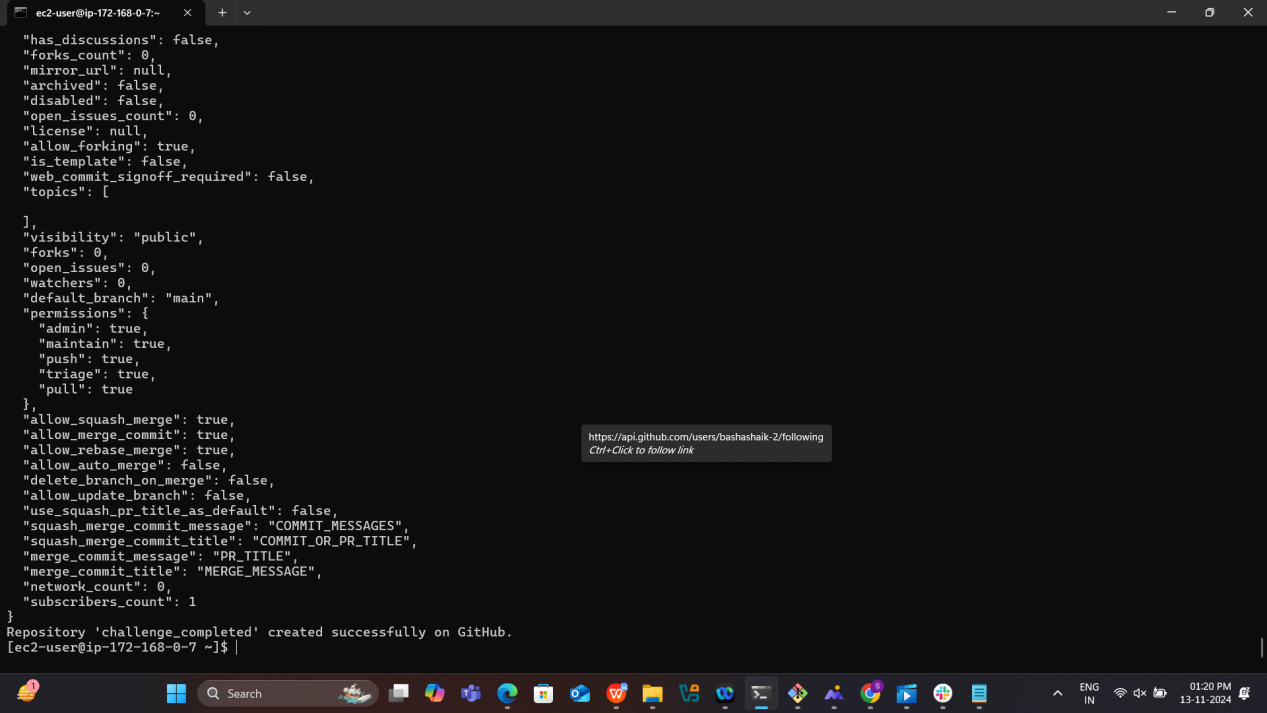 ec2-user@ip-172-168-0-7:~
"has_discussions": false,
"forks_count": 0,
"mirror_url": null,
"archived": false,
"disabled": false,
"open_issues_count": 0,
"license": null,
"allow_forking": true,
"is_template": false,
"web_commit_signoff_required": false,
"topics": [
],
"visibility": "public",
"forks": 0,
"open_issues": 0,
"watchers": 0,
"default_branch": "main",
"permissions": {
"admin": true,
"maintain": true,
"push": true,
"triage": true,
"pull": true
},
"allow_squash_merge": true,
"allow_merge_commit": true,
"allow_rebase_merge": true,
"allow_auto_merge": false,
"delete_branch_on_merge": false,
"allow_update_branch": false,
"use_squash_pr_title_as_default": false,
"squash_merge_commit_message": "COMMIT_MESSAGES",
"squash_merge_commit_title": "COMMIT_OR_PR_TITLE",
"merge_commit_message": "PR_TITLE",
"merge_commit_title": "MERGE_MESSAGE",
"network_count": 0,
"subscribers_count": 1
}
https://api.github.com/users/bashashaik-2/following
Ctrl+Click to follow link
Repository 'challenge_completed' created successfully on GitHub.
[ec2-user@ip-172-168-0-7 ~]$
1
Search
ENG
IN
01:20 PM
13-11-2024